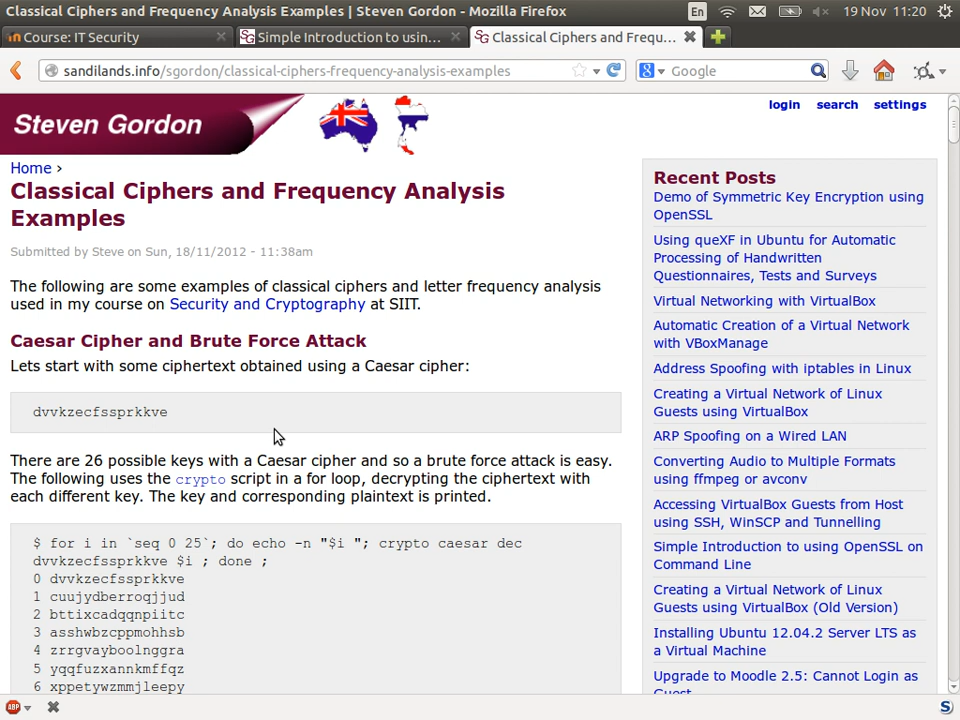 Classical Ciphers and Frequency Analysis Examples | Steven Gordon - Mozilla Firefox
En
19 Nov 11:20
Course: IT Security
Simple Introduction to usin...
Classical Ciphers and Frequ...
sandilands.info/sgordon/classical-ciphers-frequency-analysis-examples
Google
Steven Gordon
login
search
settings
Home ›
Classical Ciphers and Frequency Analysis
Examples
Submitted by Steve on Sun, 18/11/2012 - 11:38am
The following are some examples of classical ciphers and letter frequency analysis
used in my course on Security and Cryptography at SIIT.
Caesar Cipher and Brute Force Attack
Lets start with some ciphertext obtained using a Caesar cipher:
dvvkzecfssprkkve
There are 26 possible keys with a Caesar cipher and so a brute force attack is easy.
The following uses the crypto script in a for loop, decrypting the ciphertext with
each different key. The key and corresponding plaintext is printed.
$ for i in `seq 0 25`; do echo -n "$i "; crypto caesar dec
dvvkzecfssprkkve $i ; done ;
0 dvvkzecfssprkkve
1 cuujydberroqjjud
2 bttixcadqqnpiitc
3 asshwbzcppmohhsb
4 zrrgvayboolnggra
5 yqqfuzxannkmffqz
6 xppetywzmmjleepy
Recent Posts
Demo of Symmetric Key Encryption using
OpenSSL
Using queXF in Ubuntu for Automatic
Processing of Handwritten
Questionnaires, Tests and Surveys
Virtual Networking with VirtualBox
Automatic Creation of a Virtual Network
with VBoxManage
Address Spoofing with iptables in Linux
Creating a Virtual Network of Linux
Guests using VirtualBox
ARP Spoofing on a Wired LAN
Converting Audio to Multiple Formats
using ffmpeg or avconv
Accessing VirtualBox Guests from Host
using SSH, WinSCP and Tunnelling
Simple Introduction to using OpenSSL on
Command Line
Creating a Virtual Network of Linux
Guests using VirtualBox (Old Version)
Installing Ubuntu 12.04.2 Server LTS as
a Virtual Machine
Upgrade to Moodle 2.5: Cannot Login as
Guest
ABP
S